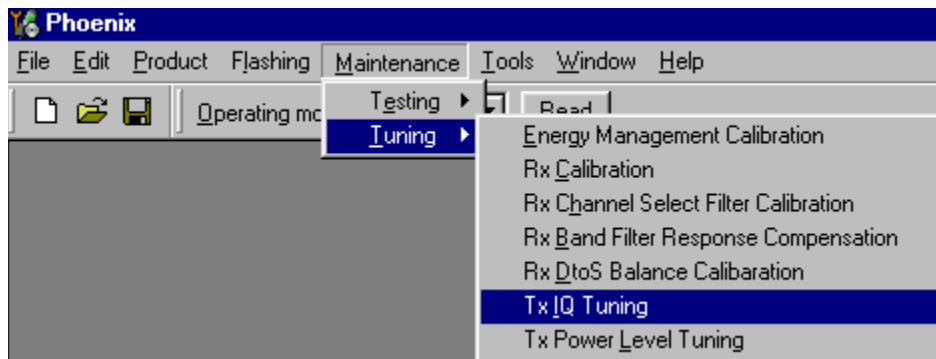 Phoenix
File Edit Product Flashing Maintenance Tools Window Help
Operating mo Read
Testing
Tuning
Energy Management Calibration
Rx Calibration
Rx Channel Select Filter Calibration
Rx Band Filter Response Compensation
Rx DtoS Balance Calibaration
Tx IQ Tuning
Tx Power Level Tuning